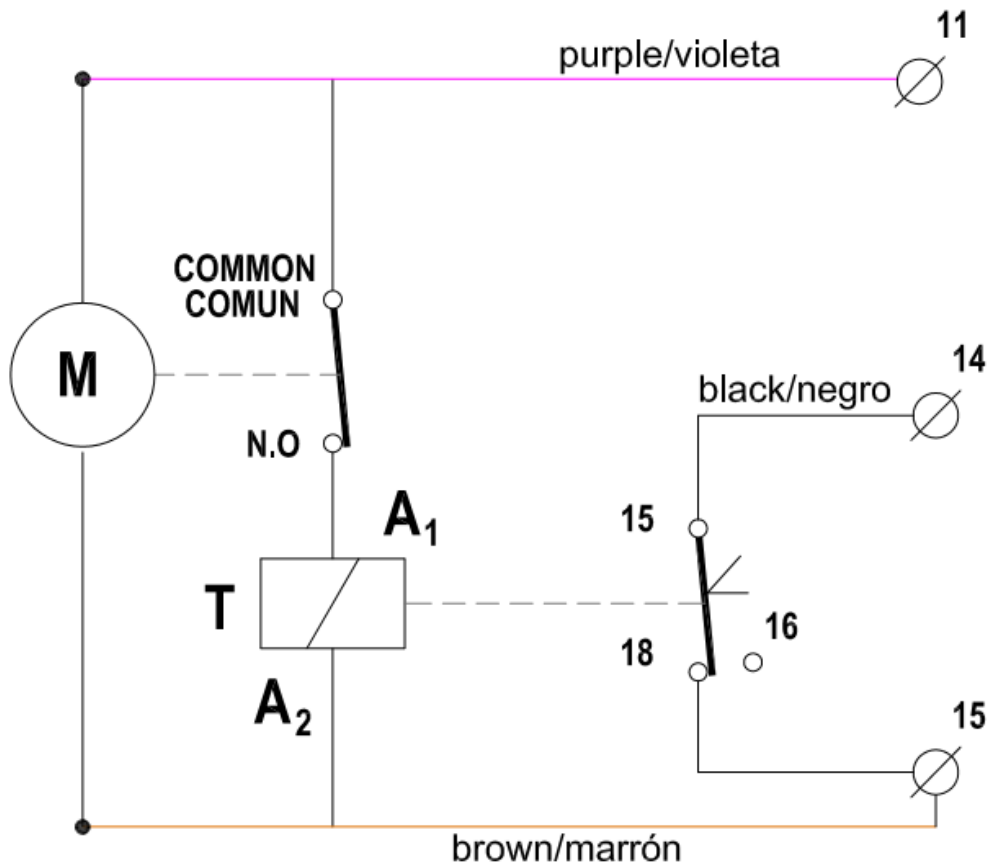 11
purple/violeta
COMMON
COMUN
M
14
black/negro
N.O
A1
15
T
16
18
A2
15
brown/marrón